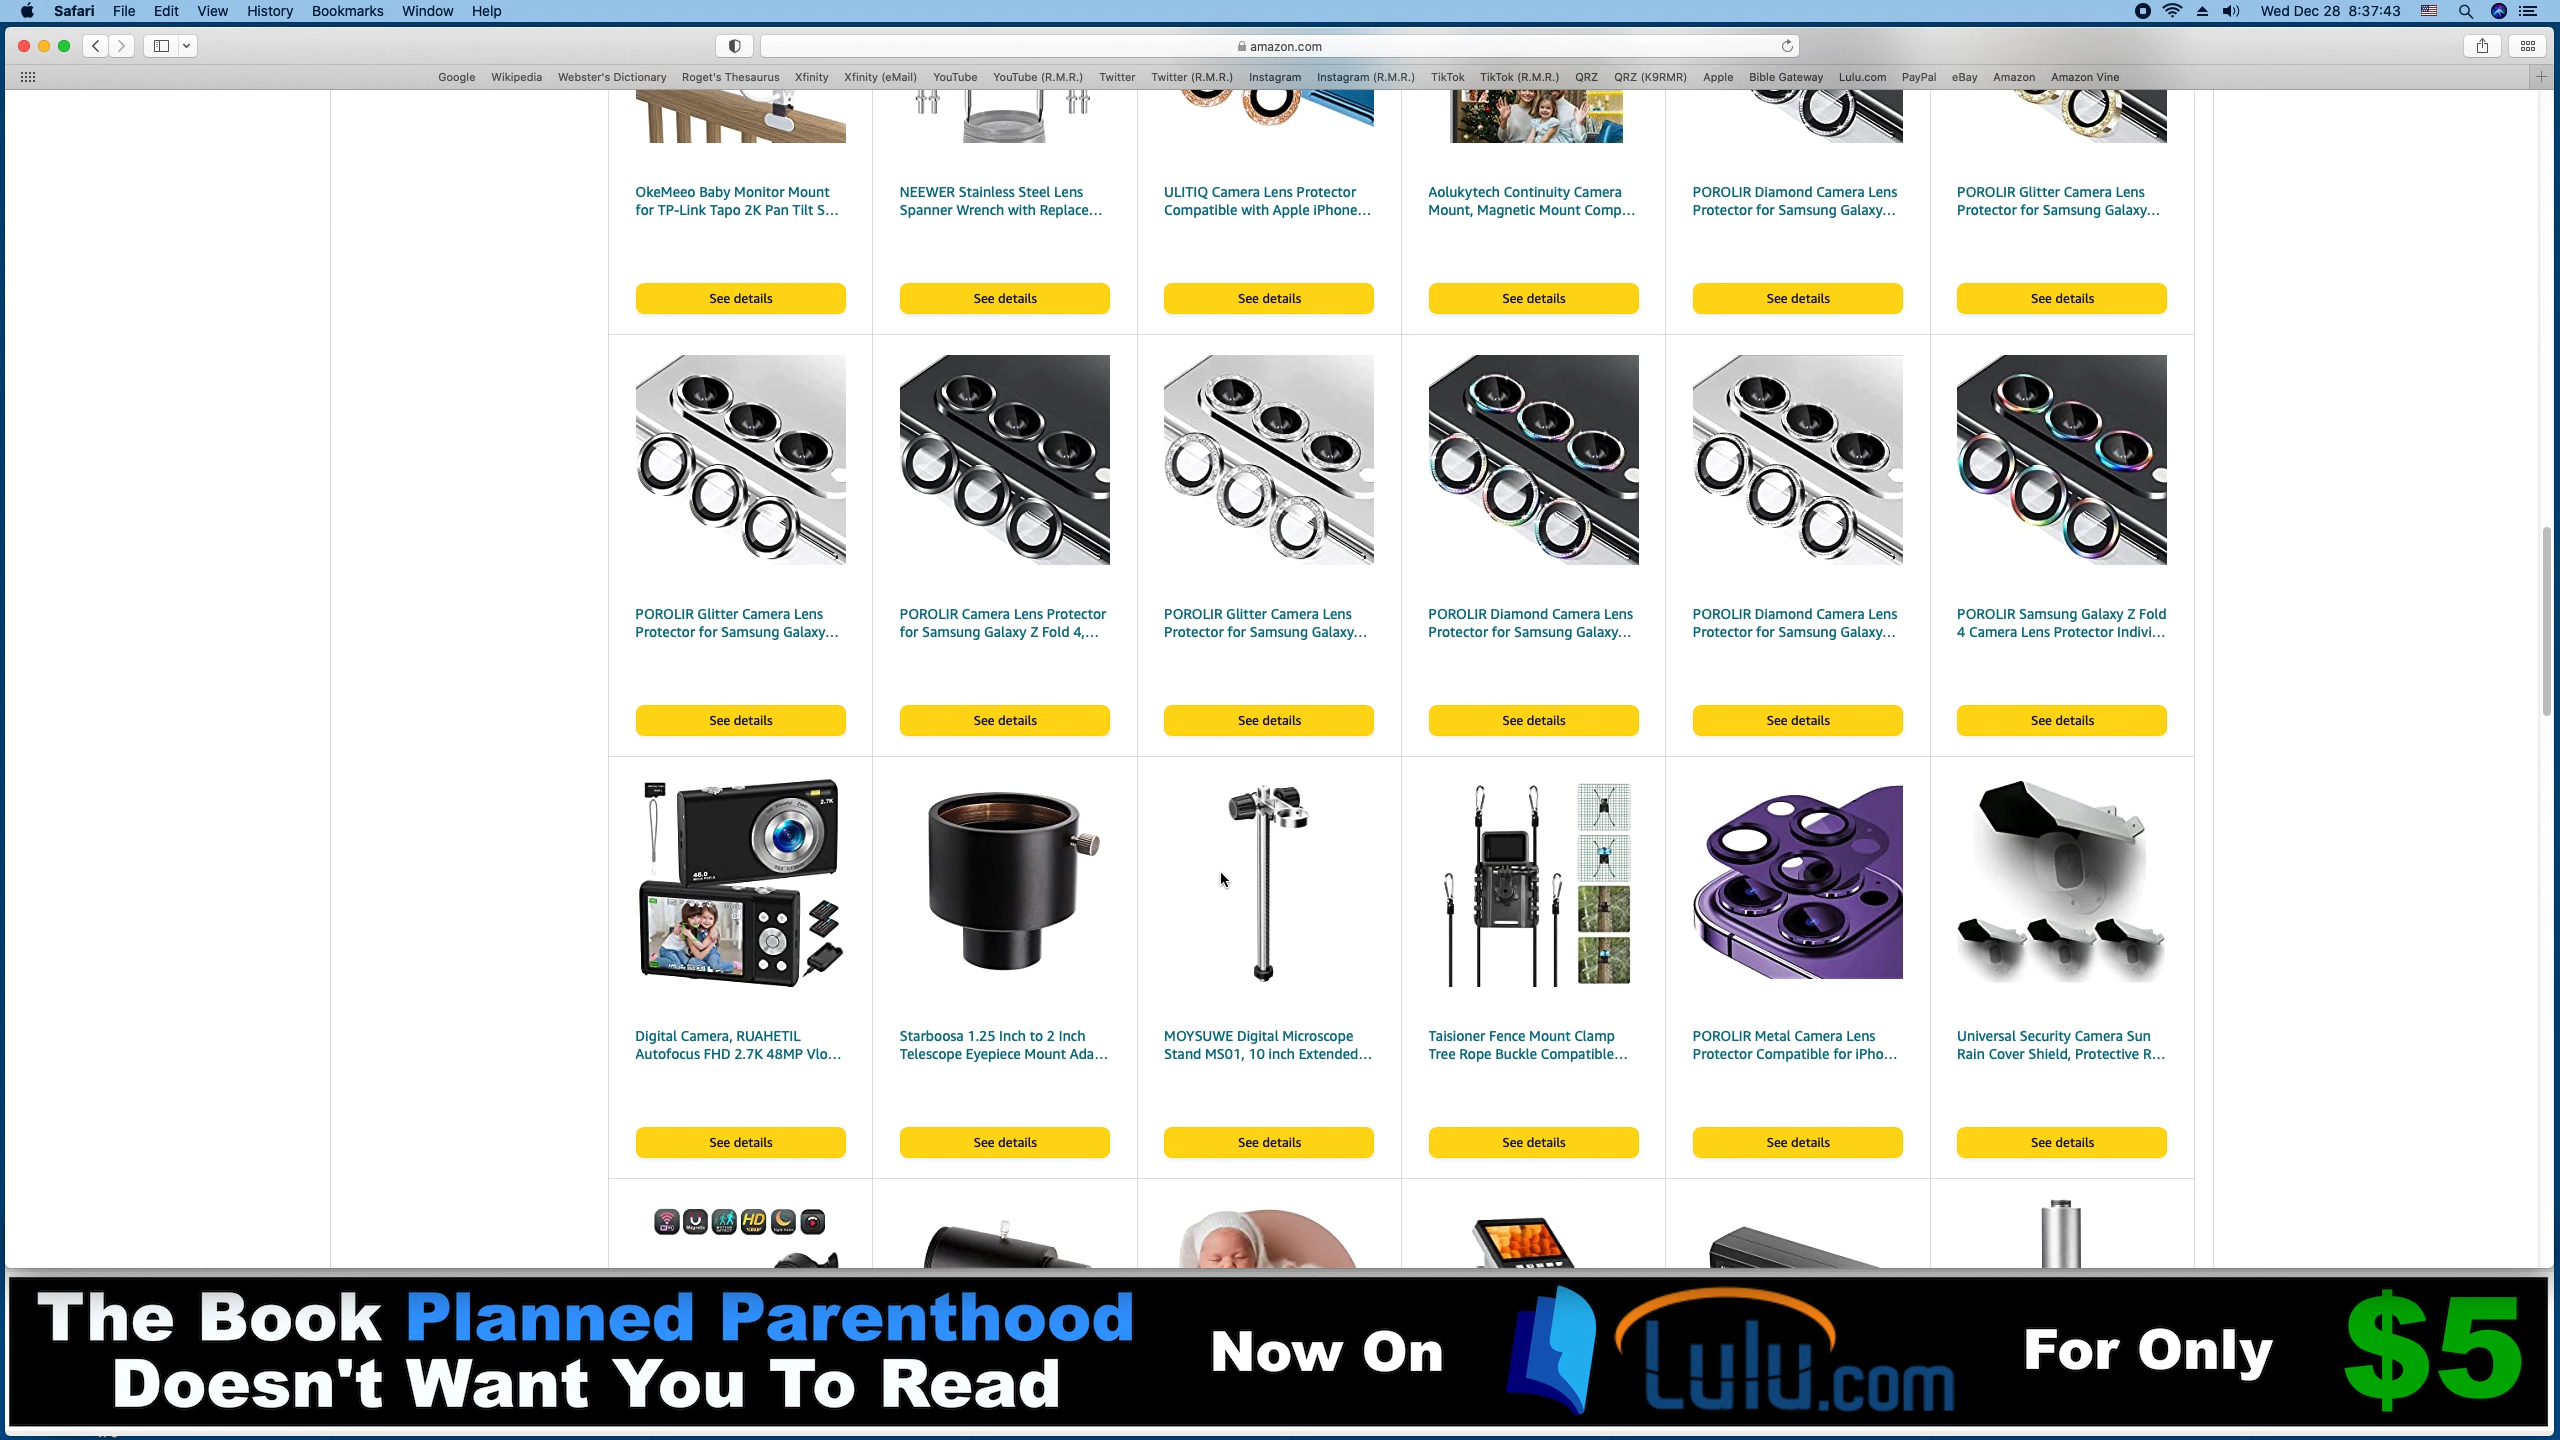 Safari File Edit View History Bookmarks Window Help
Wed Dec 28 8:37:43
amazon.com
Google Wikipedia Webster's Dictionary Roget's Thesaurus Xfinity Xfinity (eMail) YouTube YouTube (R.M.R.) Twitter Twitter (R.M.R.) Instagram Instagram (R.M.R.) TikTok TikTok (R.M.R.) QRZ QRZ (K9RMR) Apple Bible Gateway Lulu.com PayPal eBay Amazon Amazon Vine
OkeMeeo Baby Monitor Mount
for TP-Link Tapo 2K Pan Tilt S...
NEEWER Stainless Steel Lens
Spanner Wrench with Replace...
ULITIQ Camera Lens Protector
Compatible with Apple iPhone...
Aolukytech Continuity Camera
Mount, Magnetic Mount Comp...
POROLIR Diamond Camera Lens
Protector for Samsung Galaxy...
POROLIR Glitter Camera Lens
Protector for Samsung Galaxy...
See details See details See details See details See details See details
POROLIR Glitter Camera Lens
Protector for Samsung Galaxy...
POROLIR Camera Lens Protector
for Samsung Galaxy Z Fold 4,...
POROLIR Glitter Camera Lens
Protector for Samsung Galaxy...
POROLIR Diamond Camera Lens
Protector for Samsung Galaxy...
POROLIR Diamond Camera Lens
Protector for Samsung Galaxy...
POROLIR Samsung Galaxy Z Fold
4 Camera Lens Protector Indivi...
See details See details See details See details See details See details
2.7K
48.0
Digital Camera, RUAHETIL
Autofocus FHD 2.7K 48MP Vlo...
Starboosa 1.25 Inch to 2 Inch
Telescope Eyepiece Mount Ada...
MOYSUWE Digital Microscope
Stand MS01, 10 inch Extended...
Taisioner Fence Mount Clamp
Tree Rope Buckle Compatible...
POROLIR Metal Camera Lens
Protector Compatible for iPho...
Universal Security Camera Sun
Rain Cover Shield, Protective R...
See details See details See details See details See details See details
HD
The Book Planned Parenthood
Doesn't Want You To Read
Now On
Lulu.com
For Only
$5